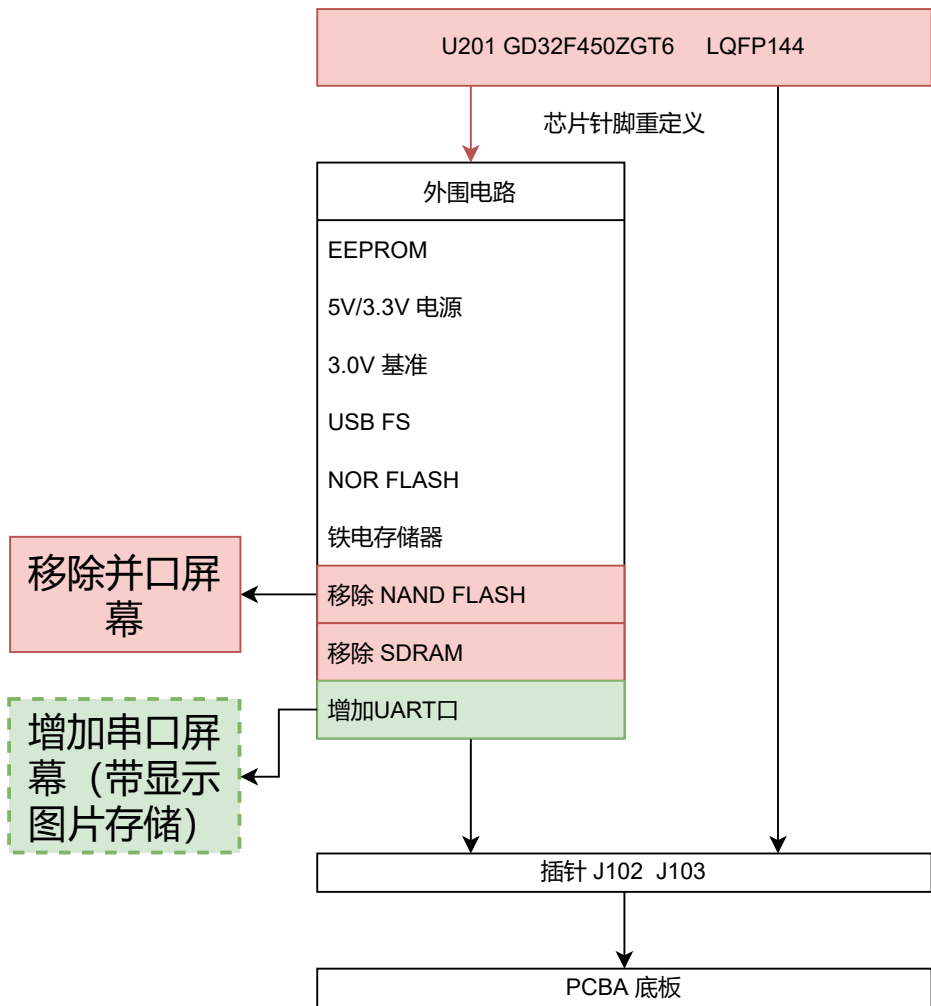 U201 GD32F450ZGT6 LQFP144
芯片针脚重定义
外围电路
EEPROM
5V/3.3V 电源
3.0V 基准
USB FS
NOR FLASH
铁电存储器
移除并口屏
幕
移除 NAND FLASH
移除 SDRAM
增加UART口
增加串口屏
幕（带显示
图片存储）
插针 J102 J103
PCBA 底板